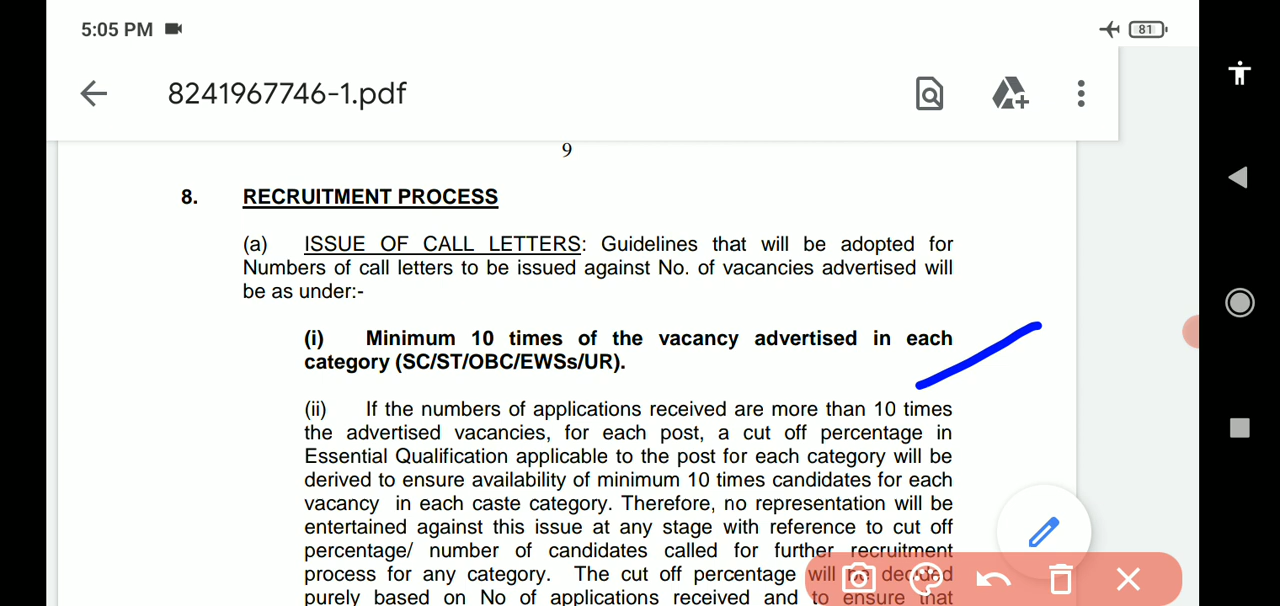 5:05 PM
81
8241967746-1.pdf
9
8. RECRUITMENT PROCESS
(a) ISSUE OF CALL LETTERS: Guidelines that will be adopted for
Numbers of call letters to be issued against No. of vacancies advertised will
be as under:-
(i) Minimum 10 times of the vacancy advertised in each
category (SC/ST/OBC/EWSs/UR).
(ii) If the numbers of applications received are more than 10 times
the advertised vacancies, for each post, a cut off percentage in
Essential Qualification applicable to the post for each category will be
derived to ensure availability of minimum 10 times candidates for each
vacancy in each caste category. Therefore, no representation will be
entertained against this issue at any stage with reference to cut off
percentage/ number of candidates called for further recruitment
process for any category. The cut off percentage will be decided
purely based on No of applications received and to ensure that